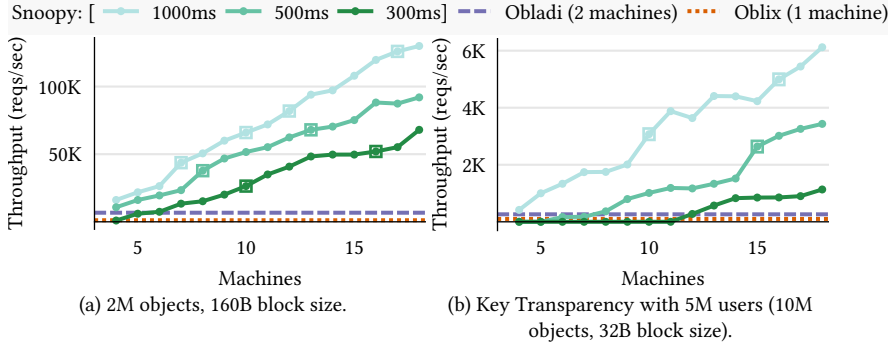 Snoopy: [ 1000ms 500ms 300ms] Obladi (2 machines) Oblix (1 machine)
Throughput (reqs/sec)
100K
50K
0
5 10 15
Machines
(a) 2M objects, 160B block size.
Throughput (reqs/sec)
6K
4K
2K
5 10 15
Machines
(b) Key Transparency with 5M users (10M
objects, 32B block size).